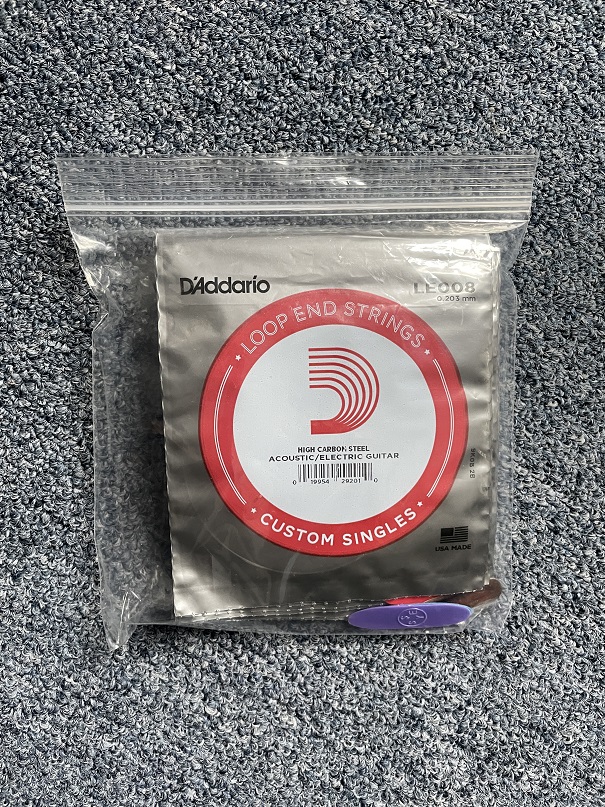 D'Addario
LE008
0.203 mm
LOOP END STRINGS
HIGH CARBON STEEL
ACOUSTIC/ELECTRIC GUITAR
0 19954 29201 0
CUSTOM SINGLES
USA MADE